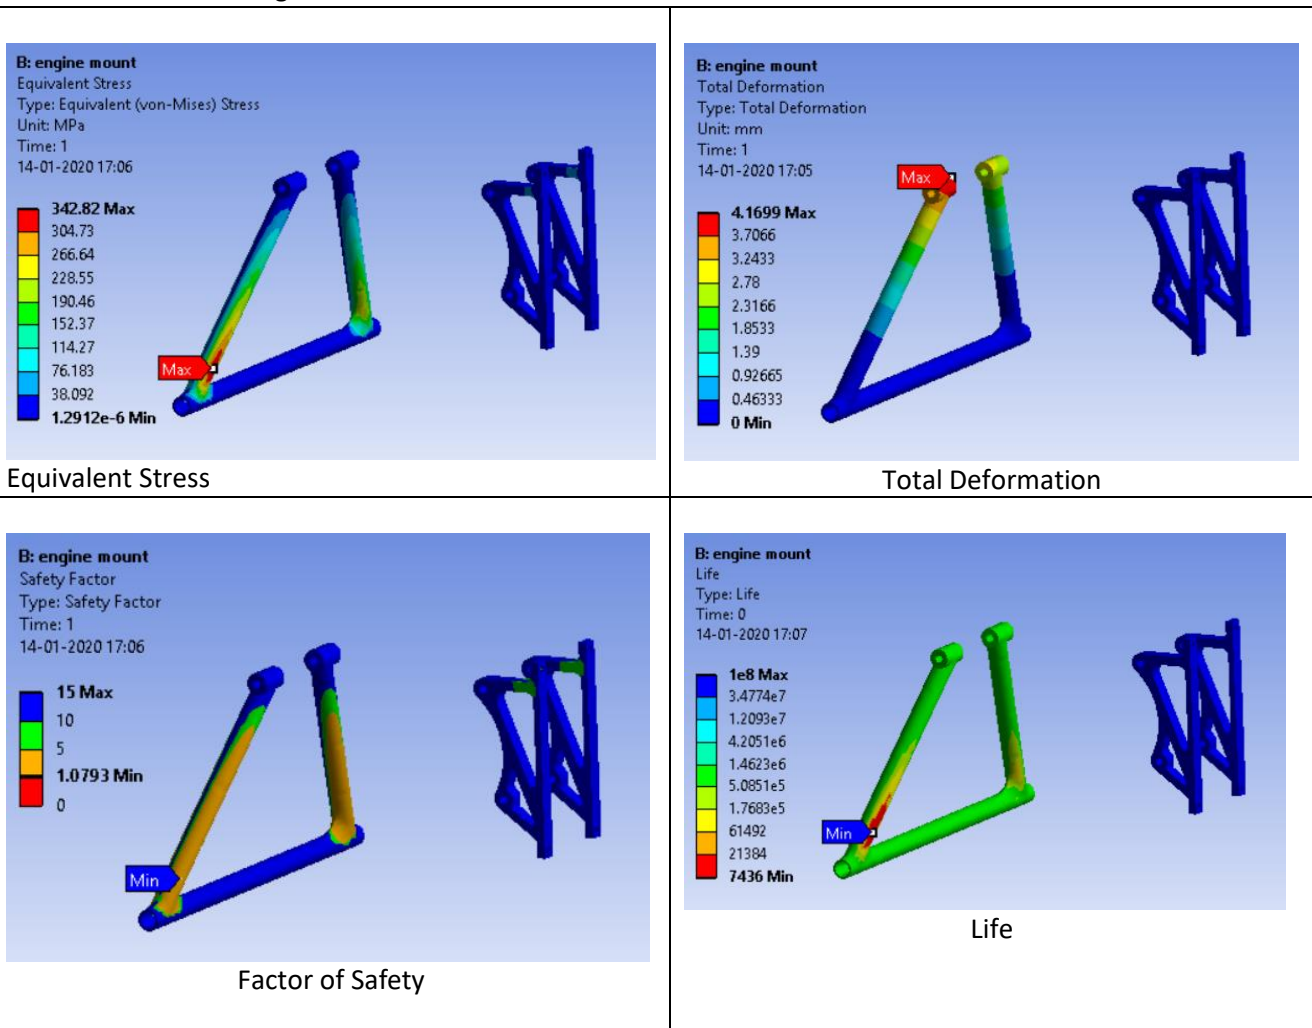 B: engine mount
Equivalent Stress
Type: Equivalent (von-Mises) Stress
Unit: MPa
Time: 1
14-01-2020 17:06
342.82 Max
304.73
266.64
228.55
190.46
152.37
114.27
76.183
38.092
1.2912e-6 Min
Max
Equivalent Stress
B: engine mount
Total Deformation
Type: Total Deformation
Unit: mm
Time: 1
14-01-2020 17:05
4.1699 Max
3.7066
3.2433
2.78
2.3166
1.8533
1.39
0.92665
0.46333
0 Min
Max
Total Deformation
B: engine mount
Safety Factor
Type: Safety Factor
Time: 1
14-01-2020 17:06
15 Max
10
5
1.0793 Min
0
Min
Factor of Safety
B: engine mount
Life
Type: Life
Time: 0
14-01-2020 17:07
1e8 Max
3.4774e7
1.2093e7
4.2051e6
1.4623e6
5.0851e5
1.7683e5
61492
21384
7436 Min
Min
Life